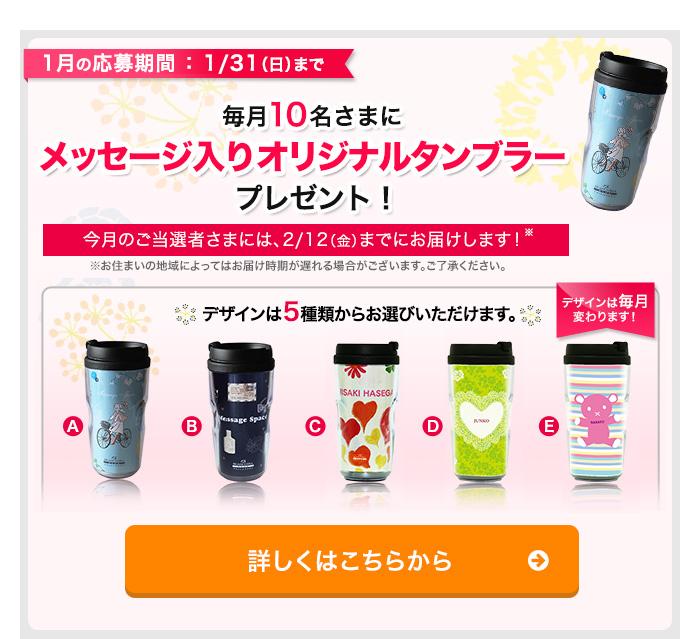 1月の応募期間 : 1/31(日)まで
毎月10名さまに
メッセージ入りオリジナルタンブラー
プレゼント！
今月のご当選者さまには、2/12(金)までにお届けします！※
※お住まいの地域によってはお届け時期が遅れる場合がございます。ご了承ください。
デザインは5種類からお選びいただけます。
デザインは毎月
変わります！
A
B
C
D
E
Message Space
MISAKI HASEGA
JUNKO
詳しくはこちらから